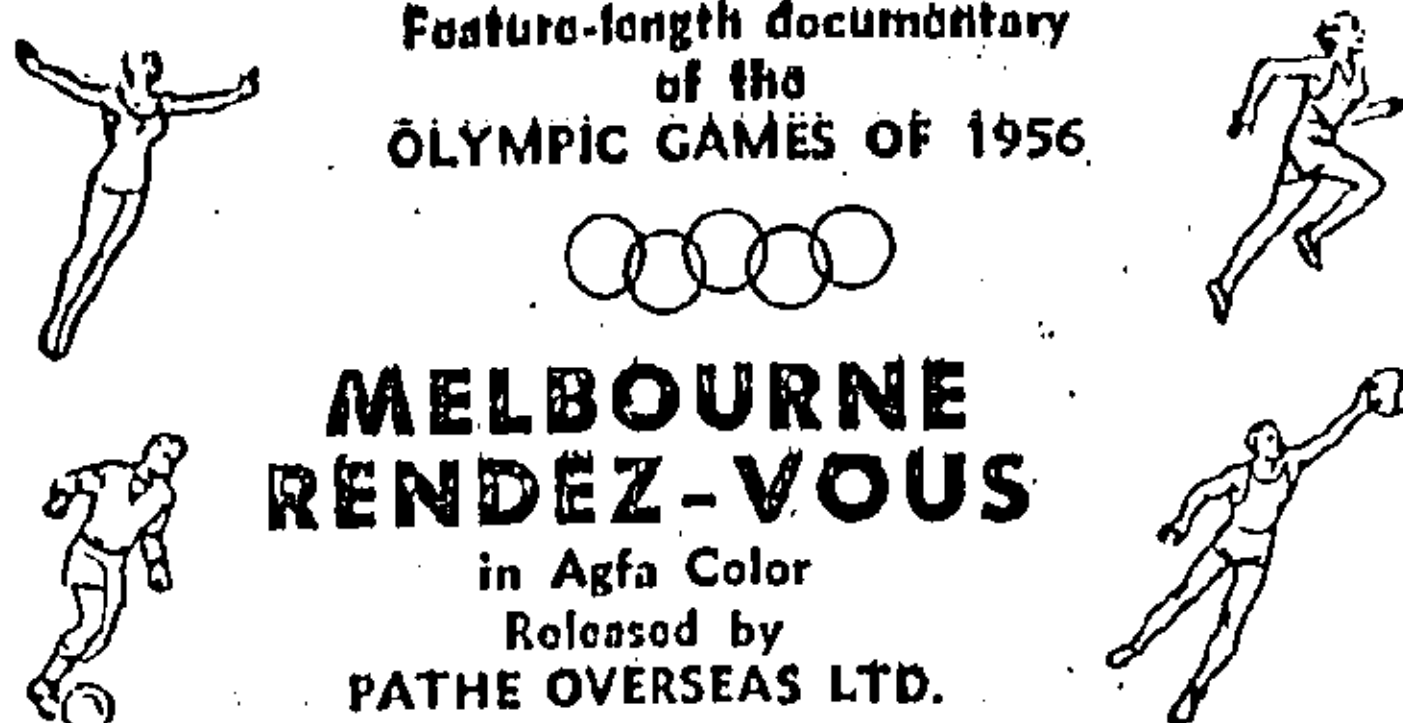 Feature-length documentary
of the
OLYMPIC GAMES OF 1956
MELBOURNE
RENDEZ-VOUS
in Agfa Color
Released by
PATHE OVERSEAS LTD.